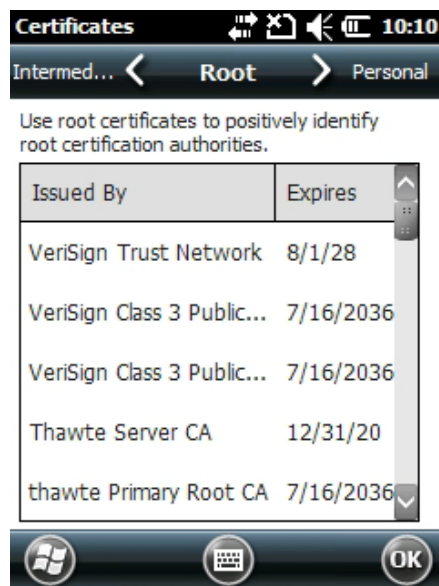 Certificates 10:10
Intermed... Root Personal
Use root certificates to positively identify
root certification authorities.
Issued By Expires
VeriSign Trust Network 8/1/28
VeriSign Class 3 Public... 7/16/2036
VeriSign Class 3 Public... 7/16/2036
Thawte Server CA 12/31/20
thawte Primary Root CA 7/16/2036
OK